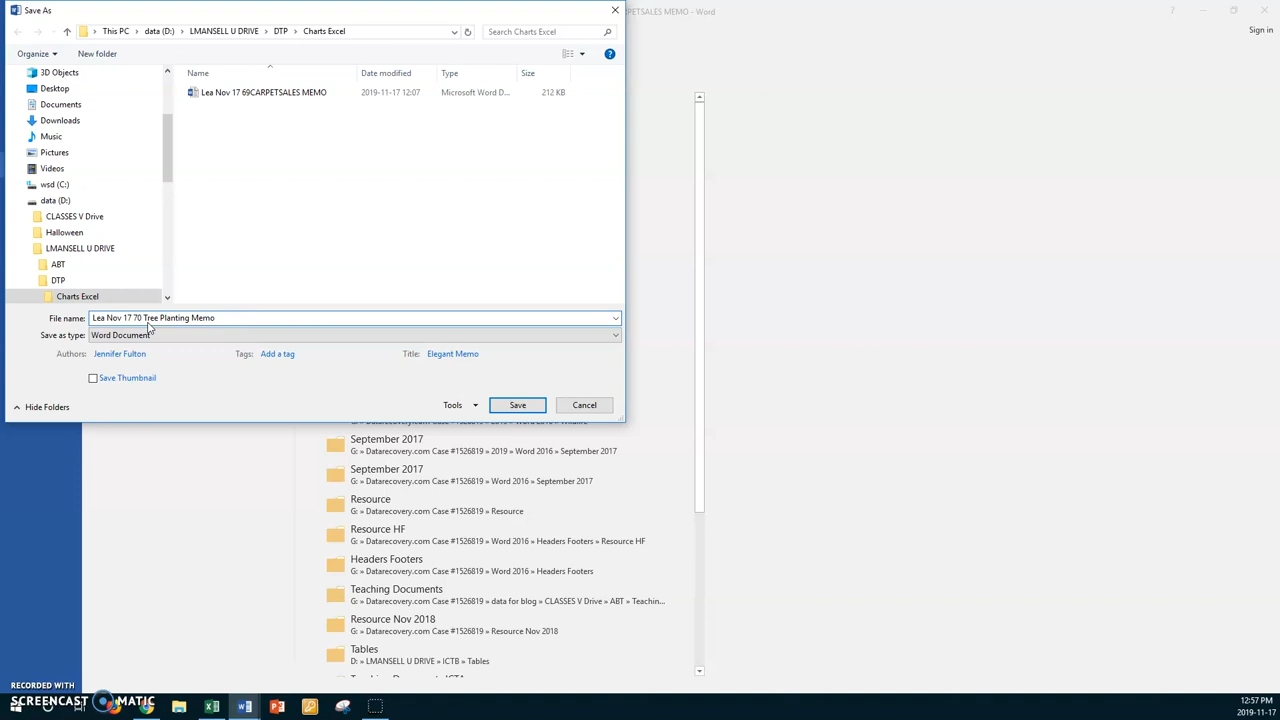 Save As
CARPETSALES MEMO - Word
Sign in
This PC > data (D:) > LMANSELL U DRIVE > DTP > Charts Excel
Search Charts Excel
Organize
New folder
3D Objects
Desktop
Documents
Downloads
Music
Pictures
Videos
wsd (C:)
data (D:)
CLASSES V Drive
Halloween
LMANSELL U DRIVE
ABT
DTP
Charts Excel
Name Date modified Type Size
Lea Nov 17 69CARPETSALES MEMO 2019-11-17 12:07 Microsoft Word D... 212 KB
File name: Lea Nov 17 70 Tree Planting Memo
Save as type: Word Document
Authors: Jennifer Fulton Tags: Add a tag Title: Elegant Memo
Save Thumbnail
Hide Folders
Tools Save Cancel
September 2017
G: » Datarecovery.com Case #1526819 » 2019 » Word 2016 » September 2017
September 2017
G: » Datarecovery.com Case #1526819 » Word 2016 » September 2017
Resource
G: » Datarecovery.com Case #1526819 » Resource
Resource HF
G: » Datarecovery.com Case #1526819 » Word 2016 » Headers Footers » Resource HF
Headers Footers
G: » Datarecovery.com Case #1526819 » Word 2016 » Headers Footers
Teaching Documents
G: » Datarecovery.com Case #1526819 » data for blog » CLASSES V Drive » ABT » Teachin...
Resource Nov 2018
G: » Datarecovery.com Case #1526819 » Resource Nov 2018
Tables
D: » LMANSELL U DRIVE » ICTB » Tables
RECORDED WITH
SCREENCAST MATIC
12:57 PM
2019-11-17